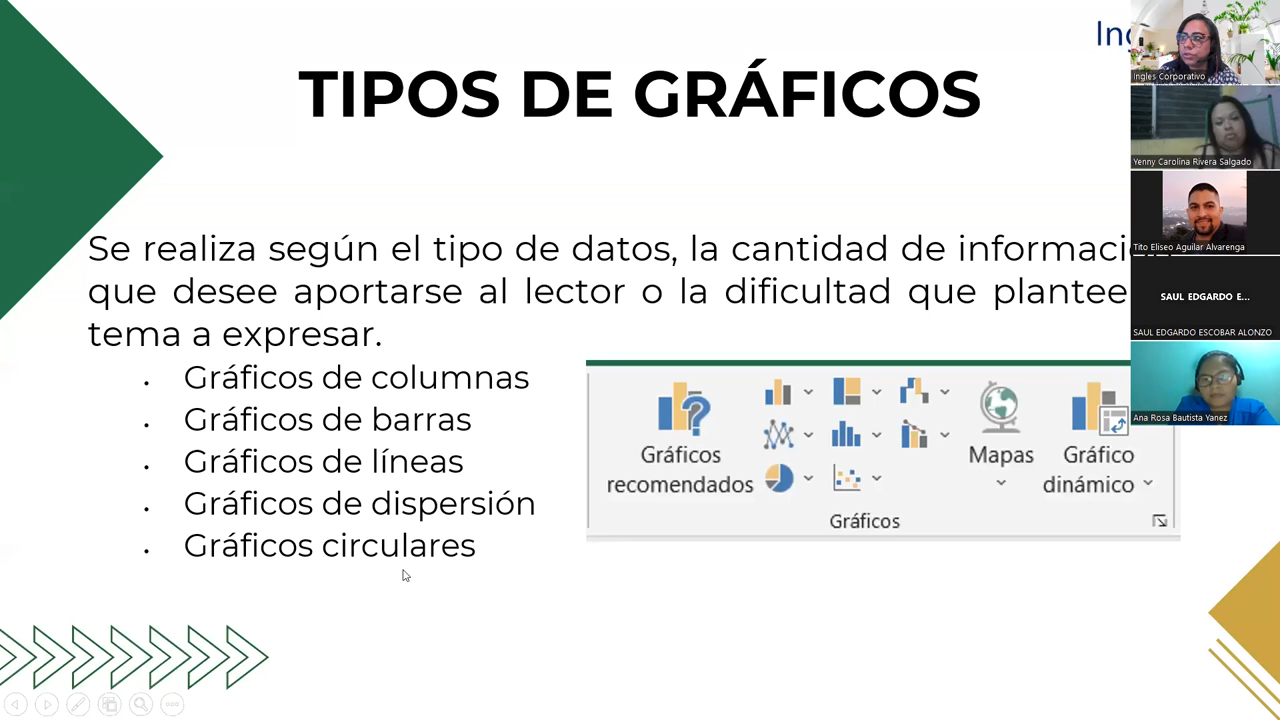 TIPOS DE GRÁFICOS
Se realiza según el tipo de datos, la cantidad de información
que desee aportarse al lector o la dificultad que plantee
tema a expresar.
• Gráficos de columnas
• Gráficos de barras
• Gráficos de líneas
• Gráficos de dispersión
• Gráficos circulares
Gráficos
recomendados
Mapas
Gráfico
dinámico
Gráficos
Ingles Corporativo
Yenny Carolina Rivera Salgado
Tito Eliseo Aguilar Alvarenga
SAUL EDGARDO E...
SAUL EDGARDO ESCOBAR ALONZO
Ana Rosa Bautista Yanez